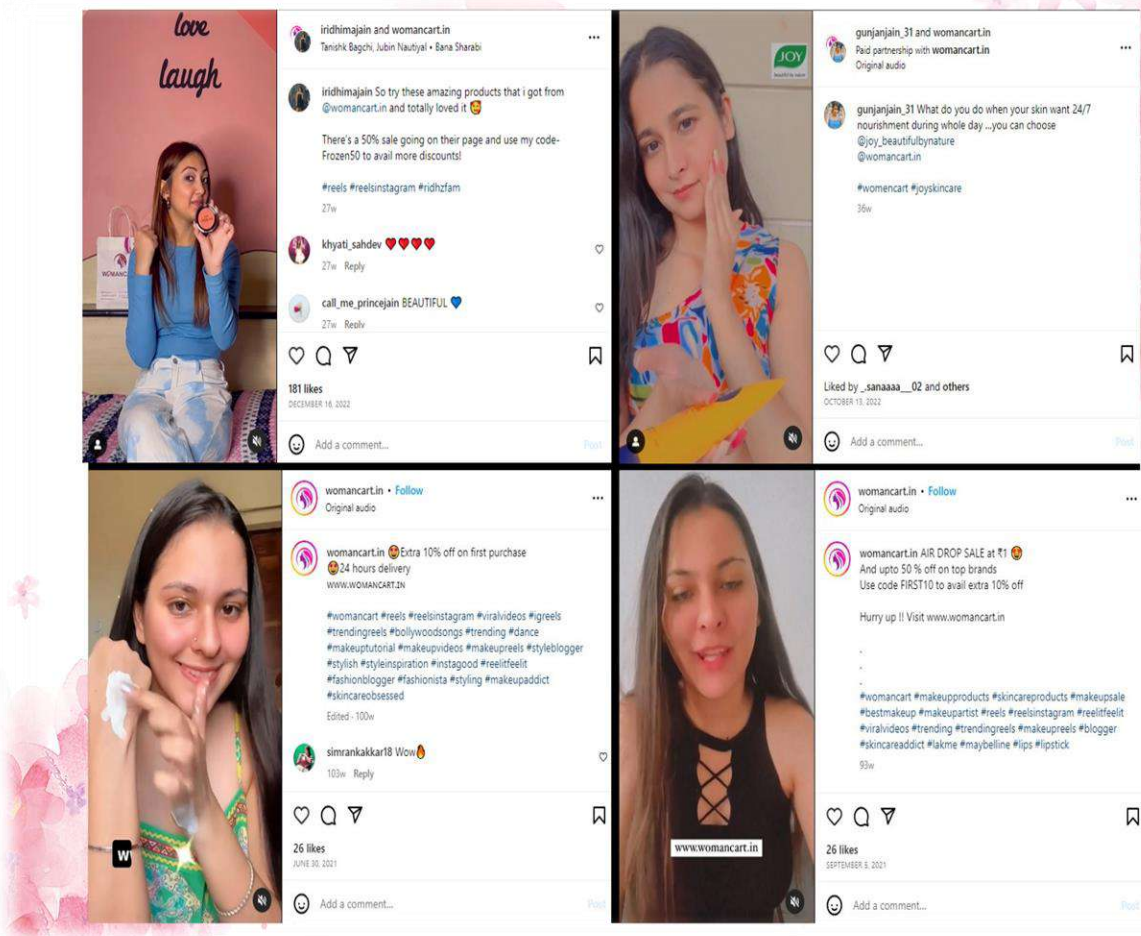 love
laugh
WOMANC
iridhimajain and womancart.in
Tanishk Bagchi, Jubin Nautiyal • Bana Sharabi
iridhimajain So try these amazing products that i got from
@womancart.in and totally loved it 🥰
There's a 50% sale going on their page and use my code-
Frozen50 to avail more discounts!
#reels #reelsinstagram #ridhzfam
27w
khyati_sahdev ❤️❤️❤️❤️
27w Reply
call_me_princejain BEAUTIFUL 💙
27w Reply
181 likes
DECEMBER 16, 2022
Add a comment...
Post
JOY
gunjanjain_31 and womancart.in
Paid partnership with womancart.in
Original audio
gunjanjain_31 What do you do when your skin want 24/7
nourishment during whole day ...you can choose
@joy_beautifulbynature
@womancart.in
#womencart #joyskincare
36w
Liked by _.sanaaaa__02 and others
OCTOBER 13, 2022
Add a comment...
Post
W
womancart.in • Follow
Original audio
womancart.in 🤩Extra 10% off on first purchase
🤩24 hours delivery
WWW.WOMANCART.IN
#womancart #reels #reelsinstagram #viralvideos #igreels
#trendingreels #bollywoodsongs #trending #dance
#makeuptutorial #makeupvideos #makeupreels #styleblogger
#stylish #styleinspiration #instagood #reelitfeelit
#fashionblogger #fashionista #styling #makeupaddict
#skincareobsessed
Edited · 100w
simrankakkar18 Wow🔥
103w Reply
26 likes
JUNE 30, 2021
Add a comment...
Post
www.womancart.in
womancart.in • Follow
Original audio
womancart.in AIR DROP SALE at ₹1 🤩
And upto 50 % off on top brands
Use code FIRST10 to avail extra 10% off
Hurry up !! Visit www.womancart.in
.
.
.
#womancart #makeupproducts #skincareproducts #makeupsale
#bestmakeup #makeupartist #reels #reelsinstagram #reelitfeelit
#viralvideos #trending #trendingreels #makeupreels #blogger
#skincareaddict #lakme #maybelline #lips #lipstick
93w
26 likes
Add a comment...
Post